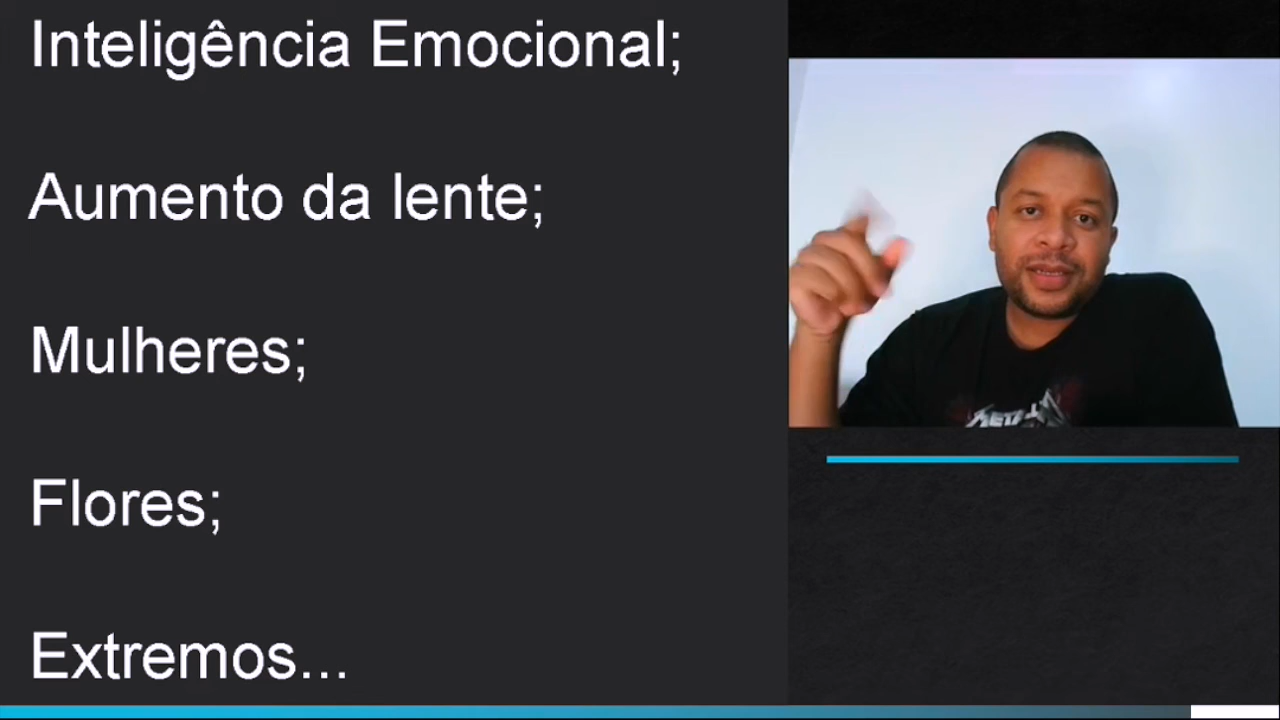 Inteligência Emocional;
Aumento da lente;
Mulheres;
Flores;
Extremos...